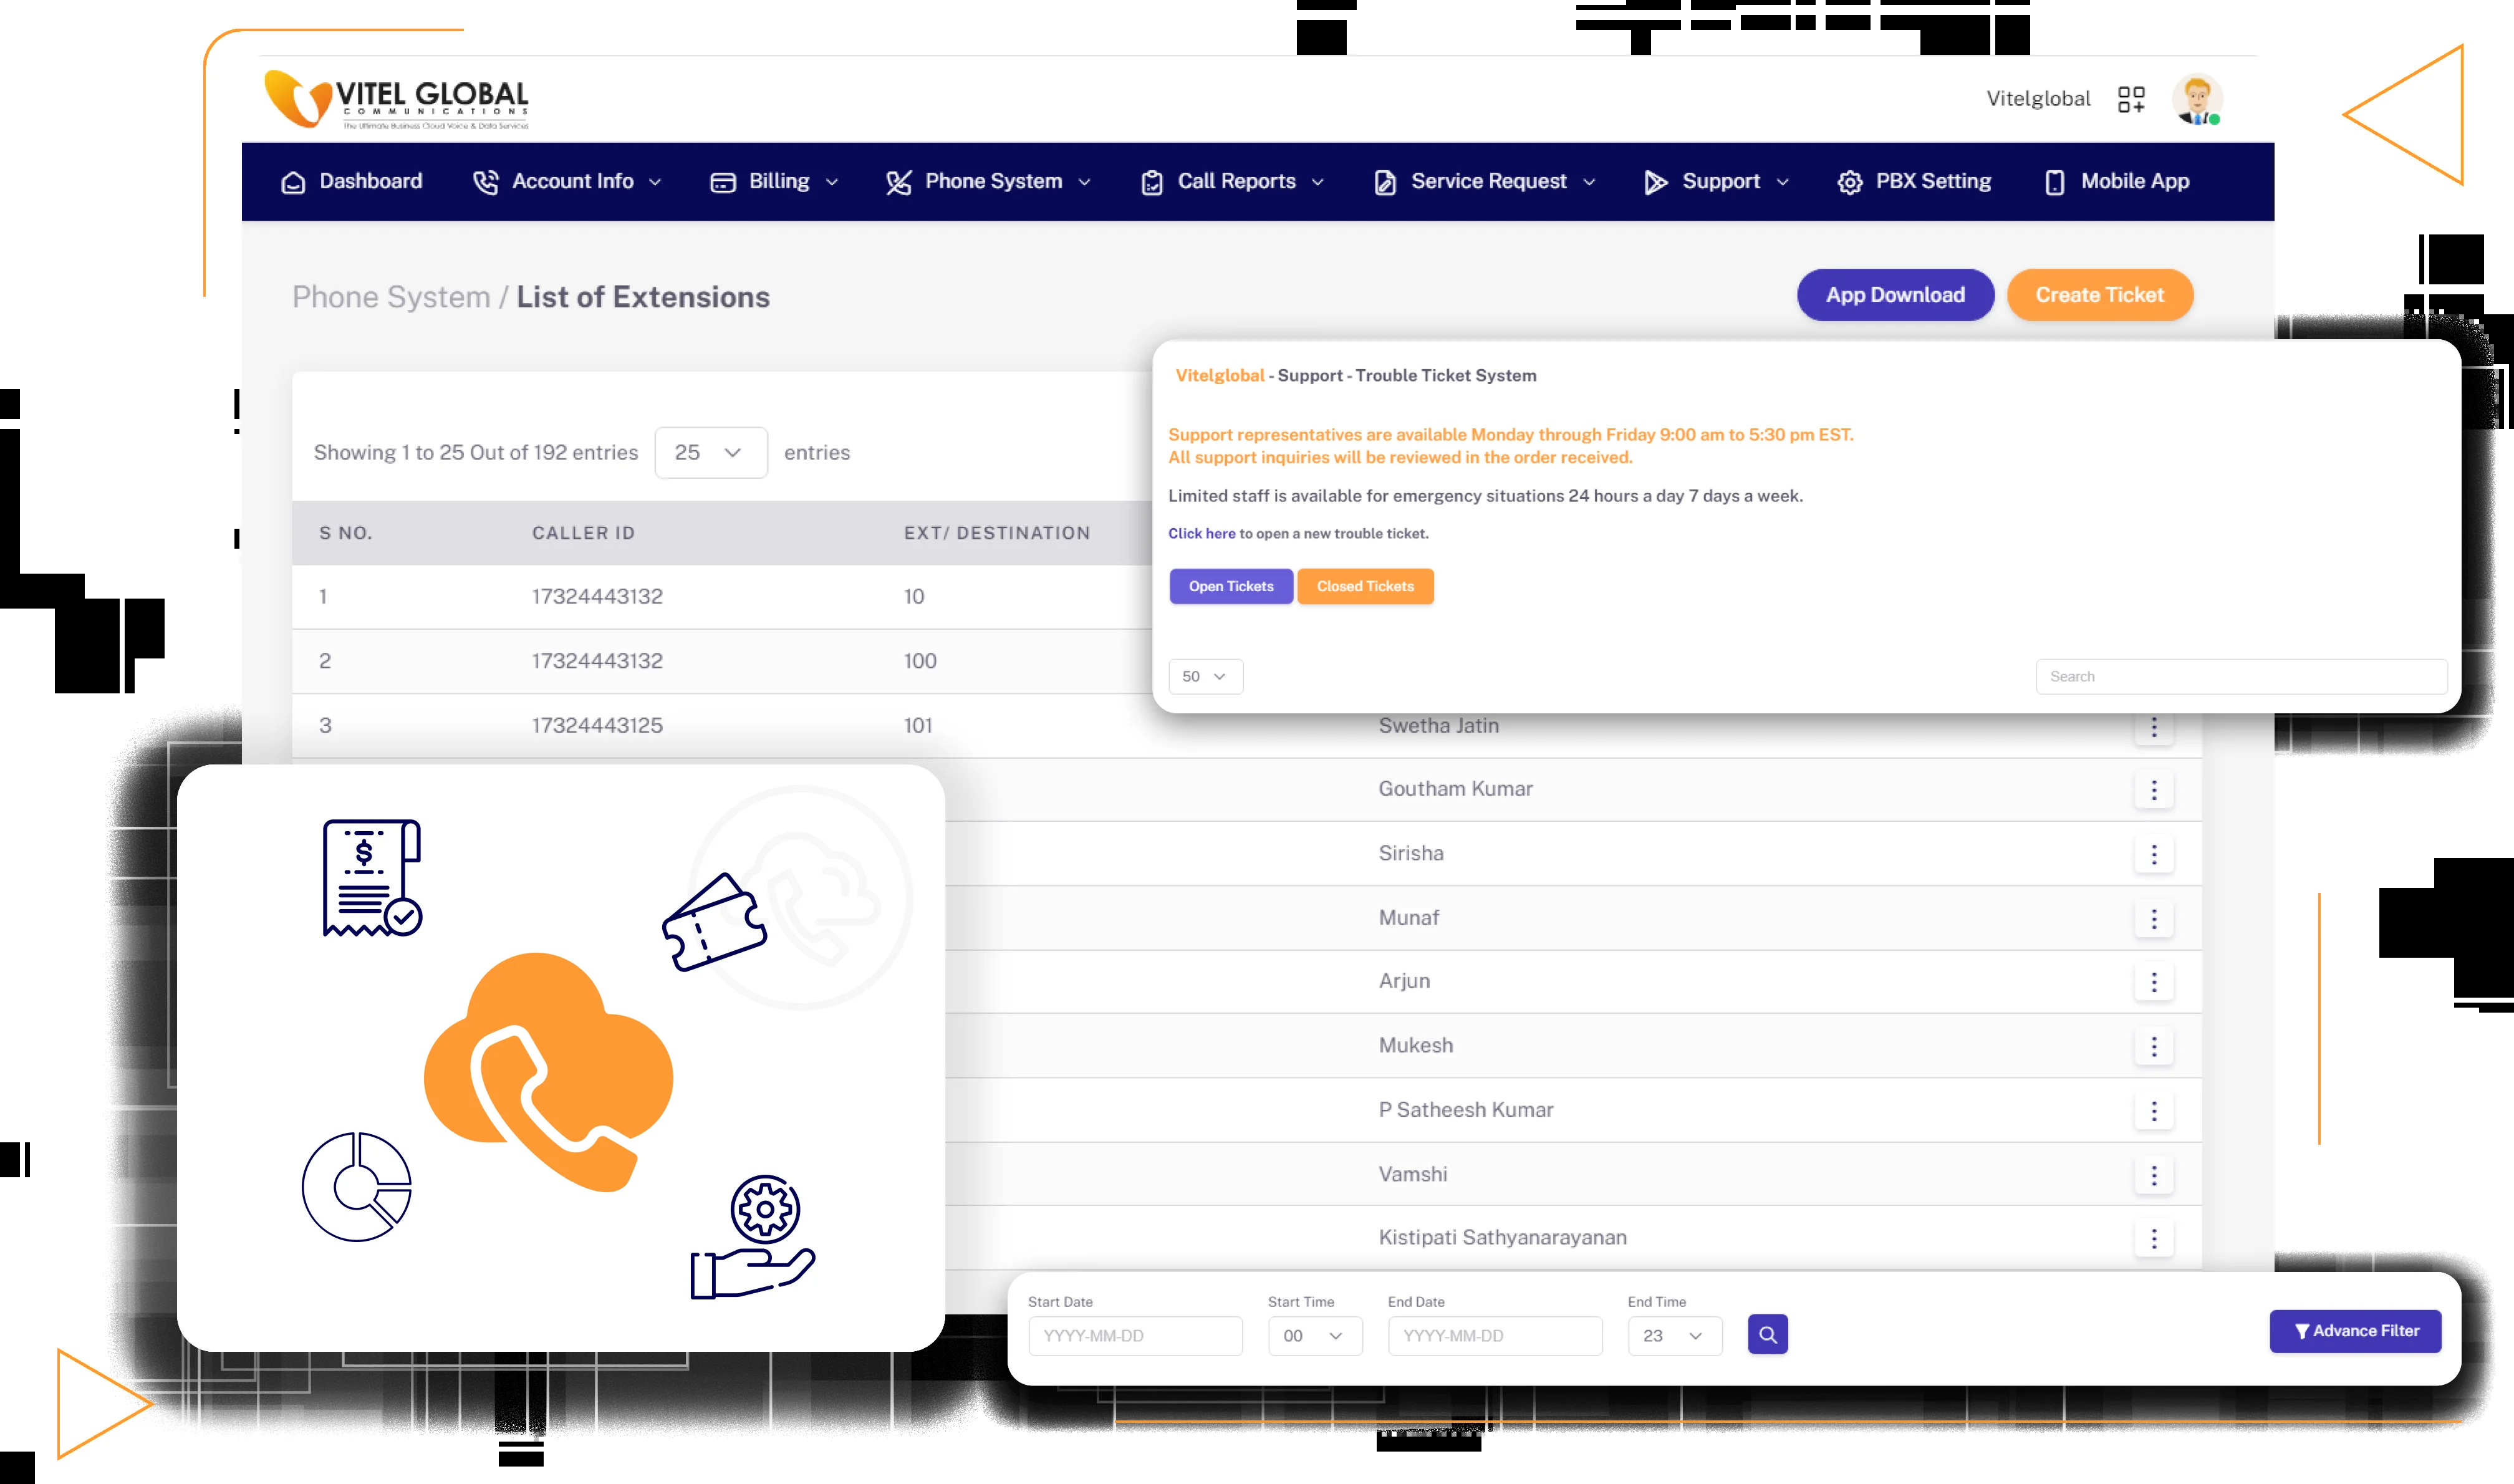 VITEL GLOBAL
COMMUNICATIONS
The Ultimate Business Cloud Voice & Data Services
Vitelglobal
Dashboard
Account Info
Billing
Phone System
Call Reports
Service Request
Support
PBX Setting
Mobile App
Phone System / List of Extensions
App Download
Create Ticket
Showing 1 to 25 Out of 192 entries 25 entries
S NO. CALLER ID EXT/ DESTINATION
1 17324443132 10
2 17324443132 100
3 17324443125 101 Swetha Jatin
Vitelglobal - Support - Trouble Ticket System
Support representatives are available Monday through Friday 9:00 am to 5:30 pm EST.
All support inquiries will be reviewed in the order received.
Limited staff is available for emergency situations 24 hours a day 7 days a week.
Click here to open a new trouble ticket.
Open Tickets
Closed Tickets
50
Search
Goutham Kumar
Sirisha
Munaf
Arjun
Mukesh
P Satheesh Kumar
Vamshi
Kistipati Sathyanarayanan
$
Start Date Start Time End Date End Time
YYYY-MM-DD 00 YYYY-MM-DD 23
Advance Filter